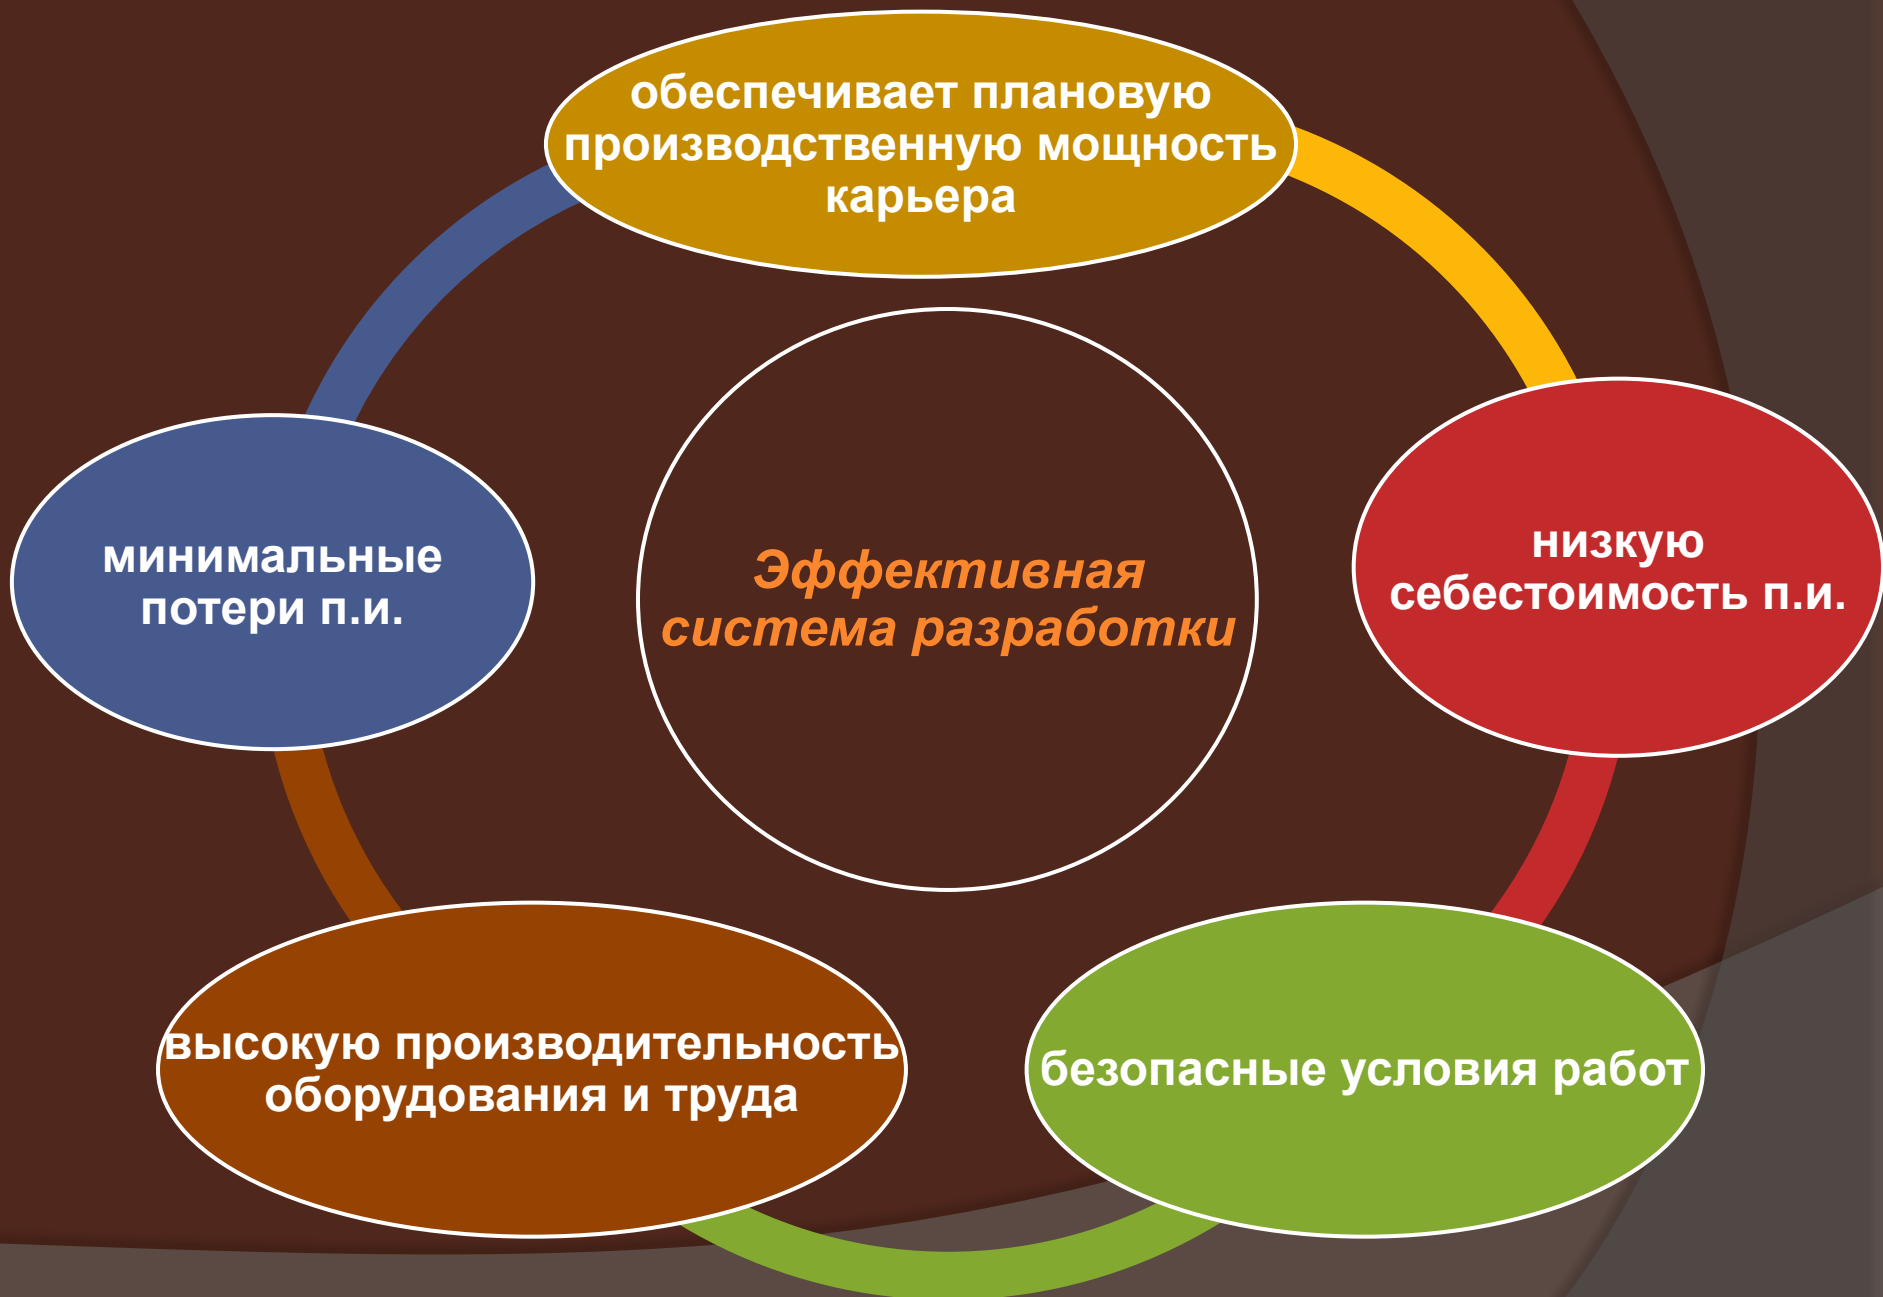 обеспечивает плановую
производственную мощность
карьера
низкую
себестоимость п.и.
безопасные условия работ
высокую производительность
оборудования и труда
минимальные
потери п.и.
Эффективная
система разработки